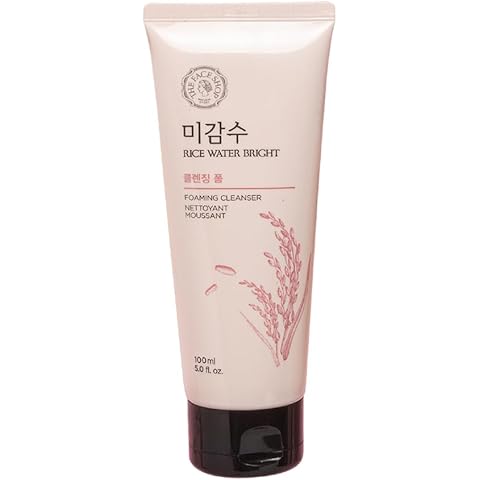 THE FACE SHOP
미감수
RICE WATER BRIGHT
클렌징 폼
FOAMING CLEANSER
NETTOYANT
MOUSSANT
100ml
5.0 fl. oz.